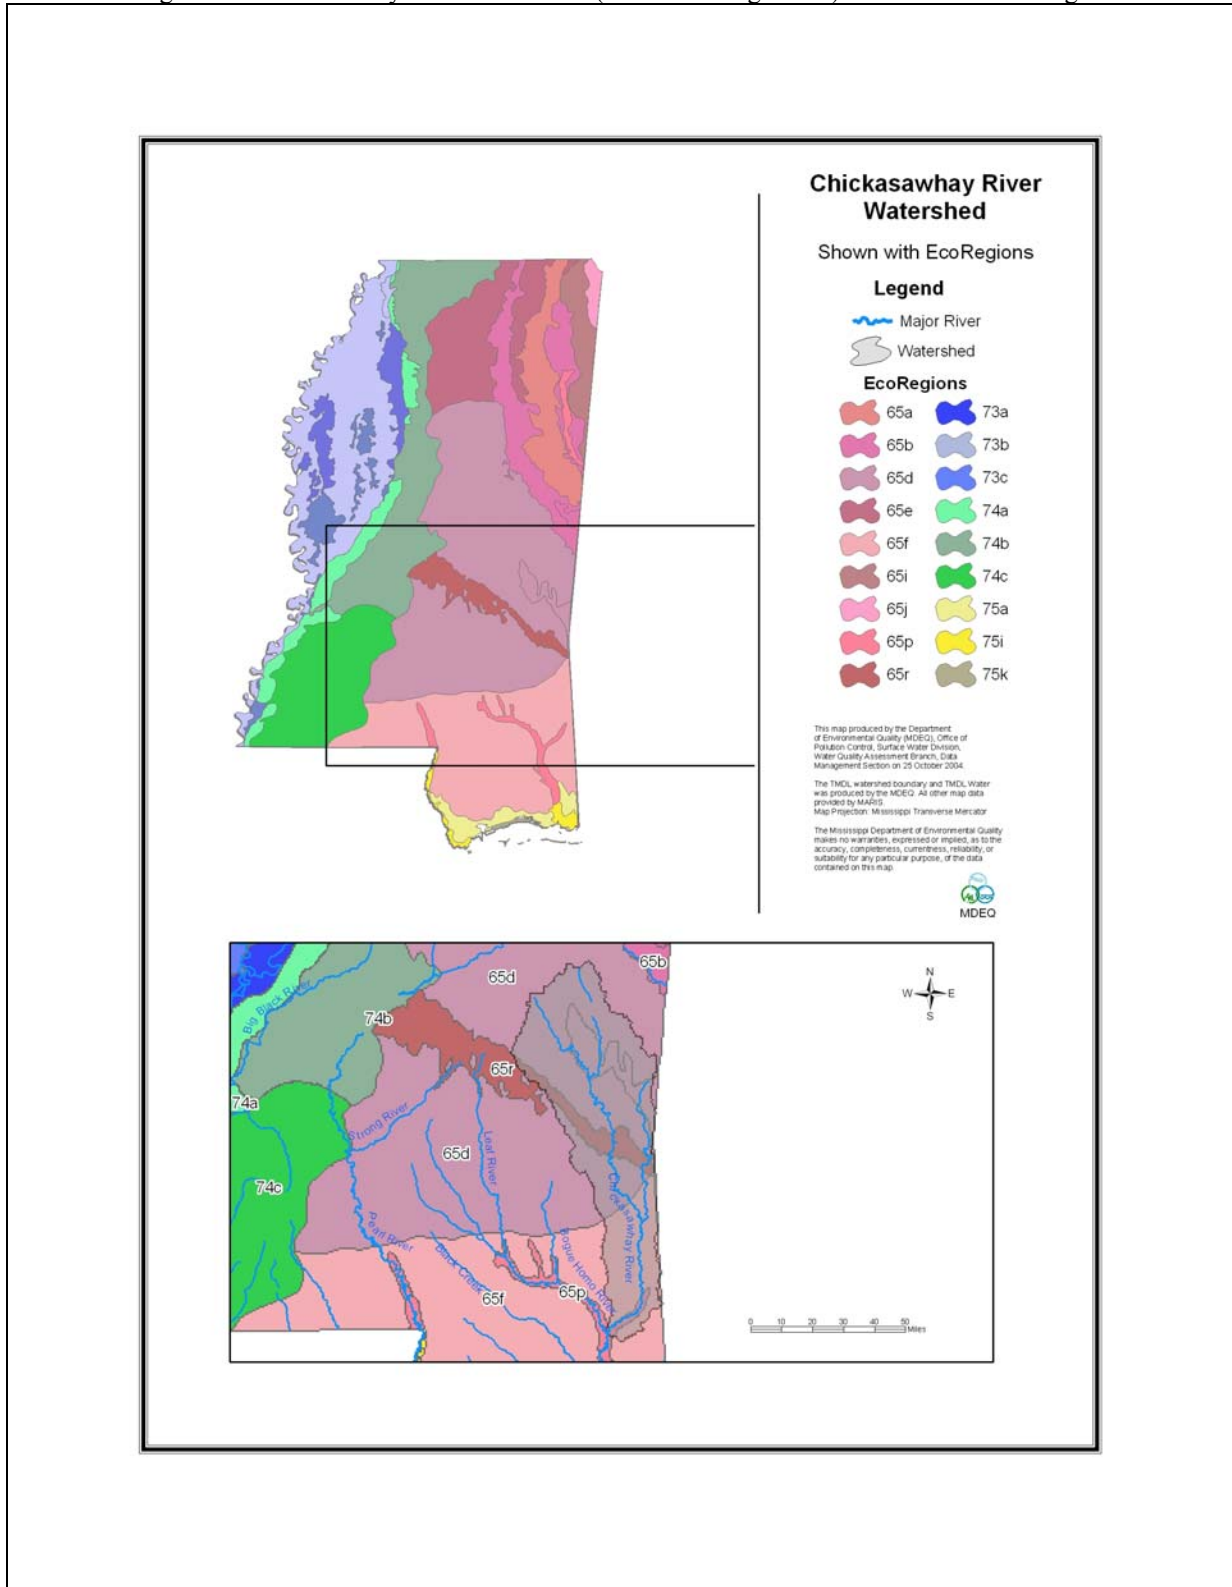 Chickasawhay River
Watershed
Shown with EcoRegions
Legend
Major River
Watershed
EcoRegions
65a 73a
65b 73b
65d 73c
65e 74a
65f 74b
65i 74c
65j 75a
65p 75i
65r 75k
This map produced by the Department
of Environmental Quality (MDEQ), Office of
Pollution Control, Surface Water Division,
Water Quality Assessment Branch, Data
Management Section on 25 October 2004.
The TMDL watershed boundary and TMDL Water
was produced by the MDEQ. All other map data
provided by MARIS.
Map Projection: Mississippi Transverse Mercator
The Mississippi Department of Environmental Quality
makes no warranties, expressed or implied, as to the
accuracy, completeness, currentness, reliability, or
suitability for any particular purpose, of the data
contained on this map.
MDEQ
65b
65d
N
W E
S
Big Black River
74b
65r
74a
Strong River
65d
Leaf River
74c
Chickasawhay River
Pearl River
Black Creek
Bogue Homo River
65f
65p
0 10 20 30 40 50
Miles